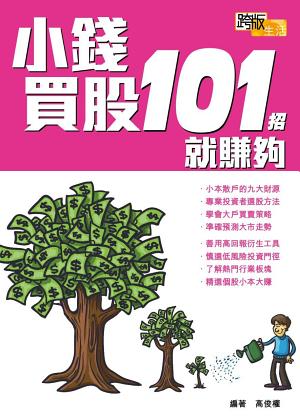 跨版
生活
小錢
買股101招
就賺夠
·小本散戶的九大財源
·專業投資者選股方法
·學會大戶買賣策略
·準確預測大市走勢
·善用高回報衍生工具
·慎選低風險投資門徑
·了解熱門行業板塊
·精選個股小本大賺
編著 高俊權